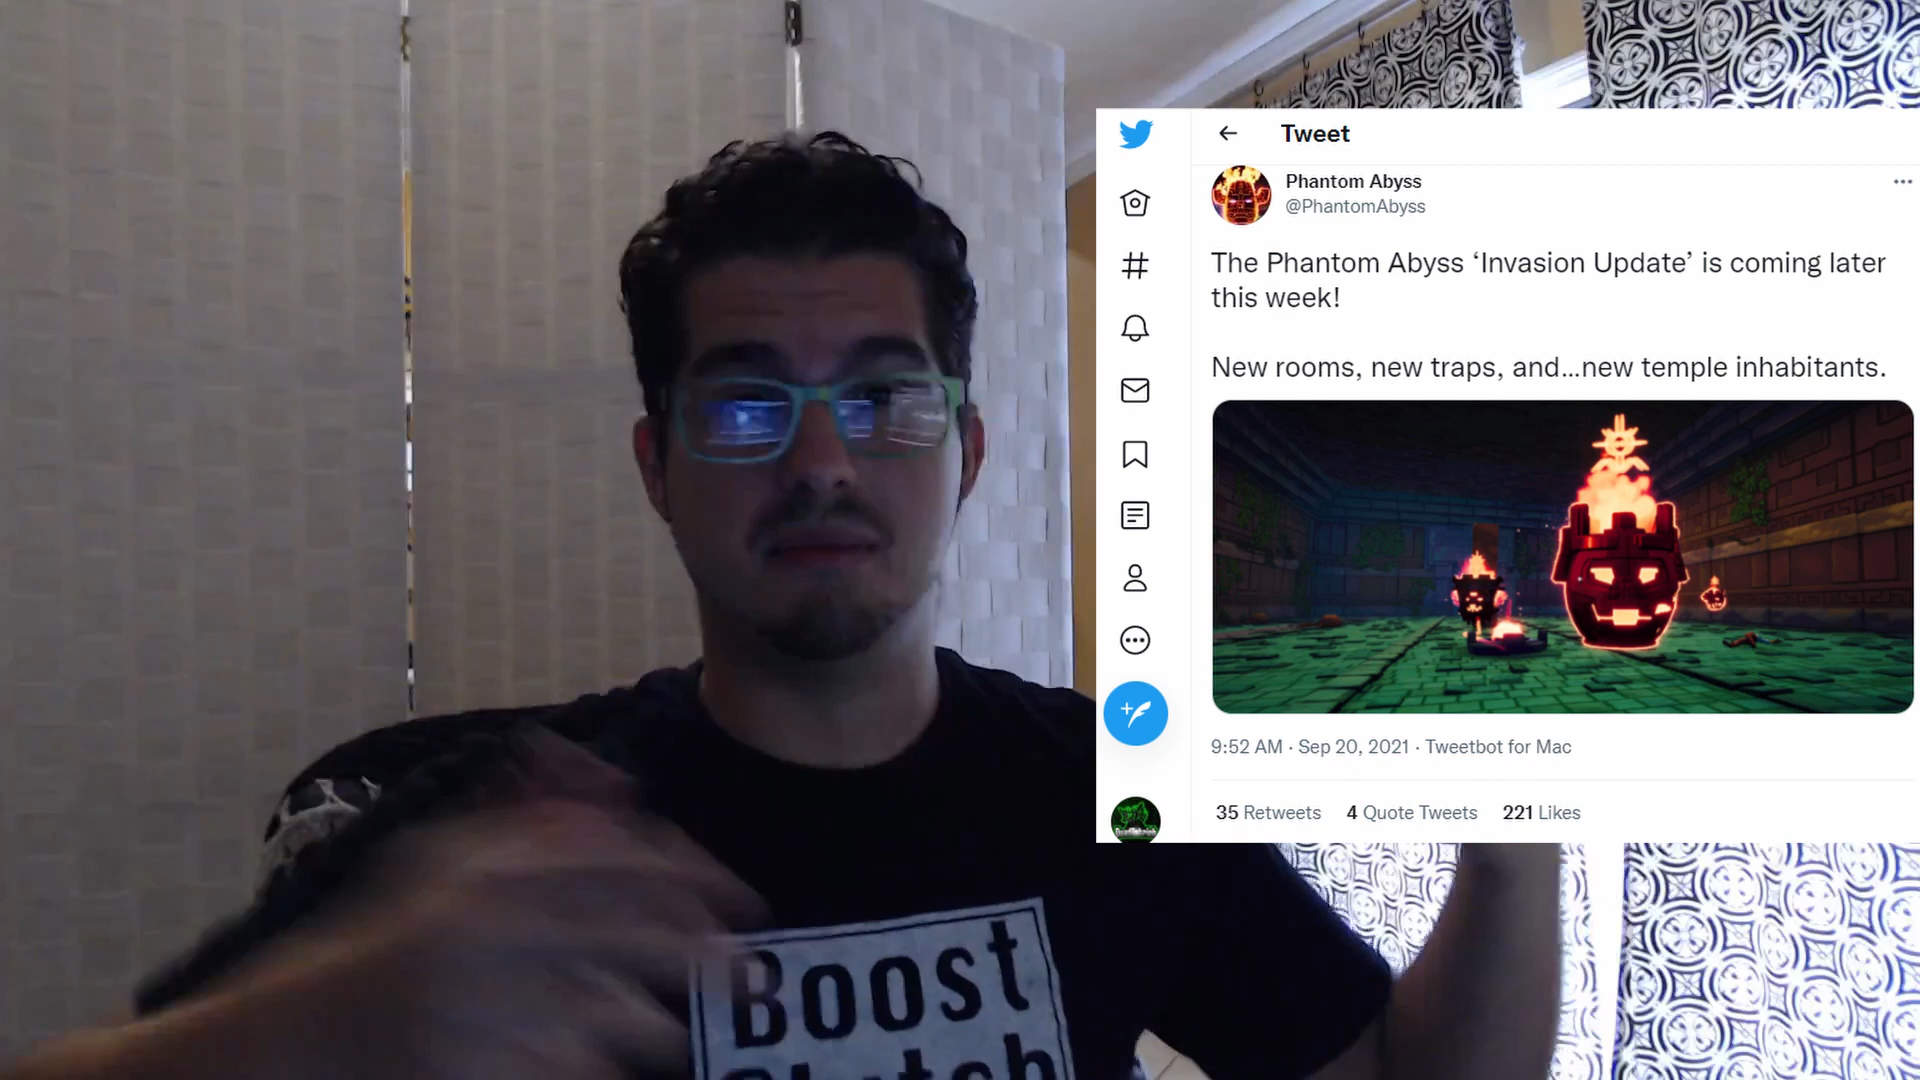 Tweet
Phantom Abyss
@PhantomAbyss
The Phantom Abyss ‘Invasion Update’ is coming later
this week!
New rooms, new traps, and...new temple inhabitants.
9:52 AM · Sep 20, 2021 · Tweetbot for Mac
35 Retweets 4 Quote Tweets 221 Likes
Boost